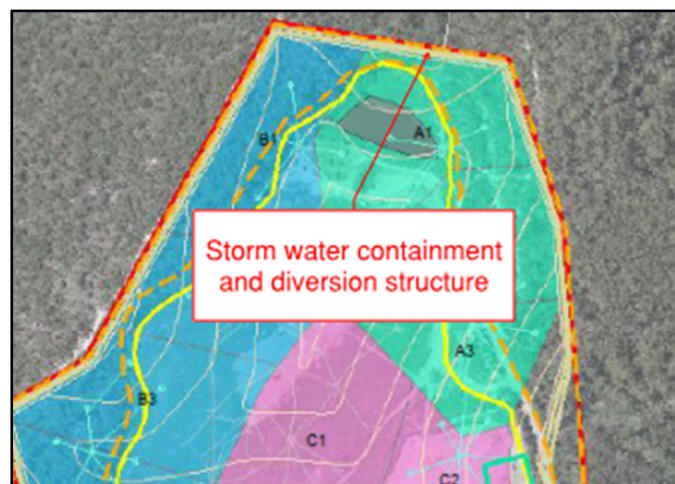 B1
A1
Storm water containment
and diversion structure
A3
B3
C1
C2